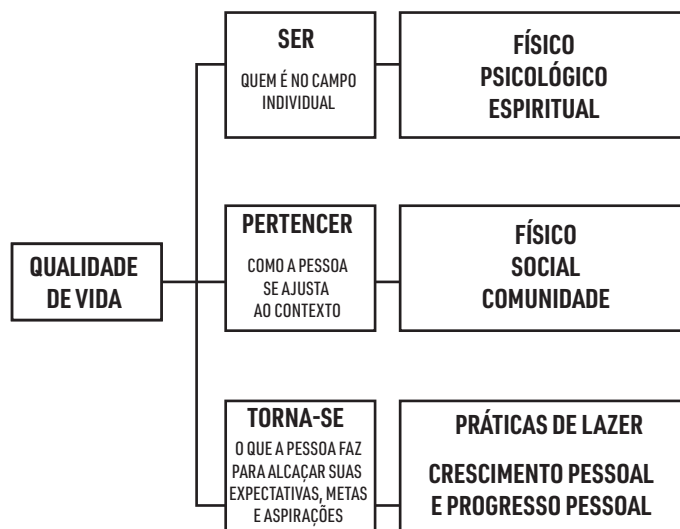 QUALIDADE
DE VIDA
SER
QUEM É NO CAMPO
INDIVIDUAL
FÍSICO
PSICOLÓGICO
ESPIRITUAL
PERTENCER
COMO A PESSOA
SE AJUSTA
AO CONTEXTO
FÍSICO
SOCIAL
COMUNIDADE
TORNA-SE
O QUE A PESSOA FAZ
PARA ALCAÇAR SUAS
EXPECTATIVAS, METAS
E ASPIRAÇÕES
PRÁTICAS DE LAZER
CRESCIMENTO PESSOAL
E PROGRESSO PESSOAL